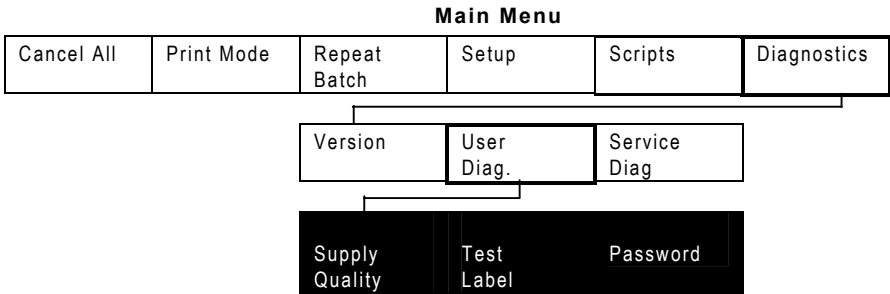 Main Menu
Cancel All
Print Mode
Repeat
Batch
Setup
Scripts
Diagnostics
Version
User
Diag.
Service
Diag
Supply
Quality
Test
Label
Password